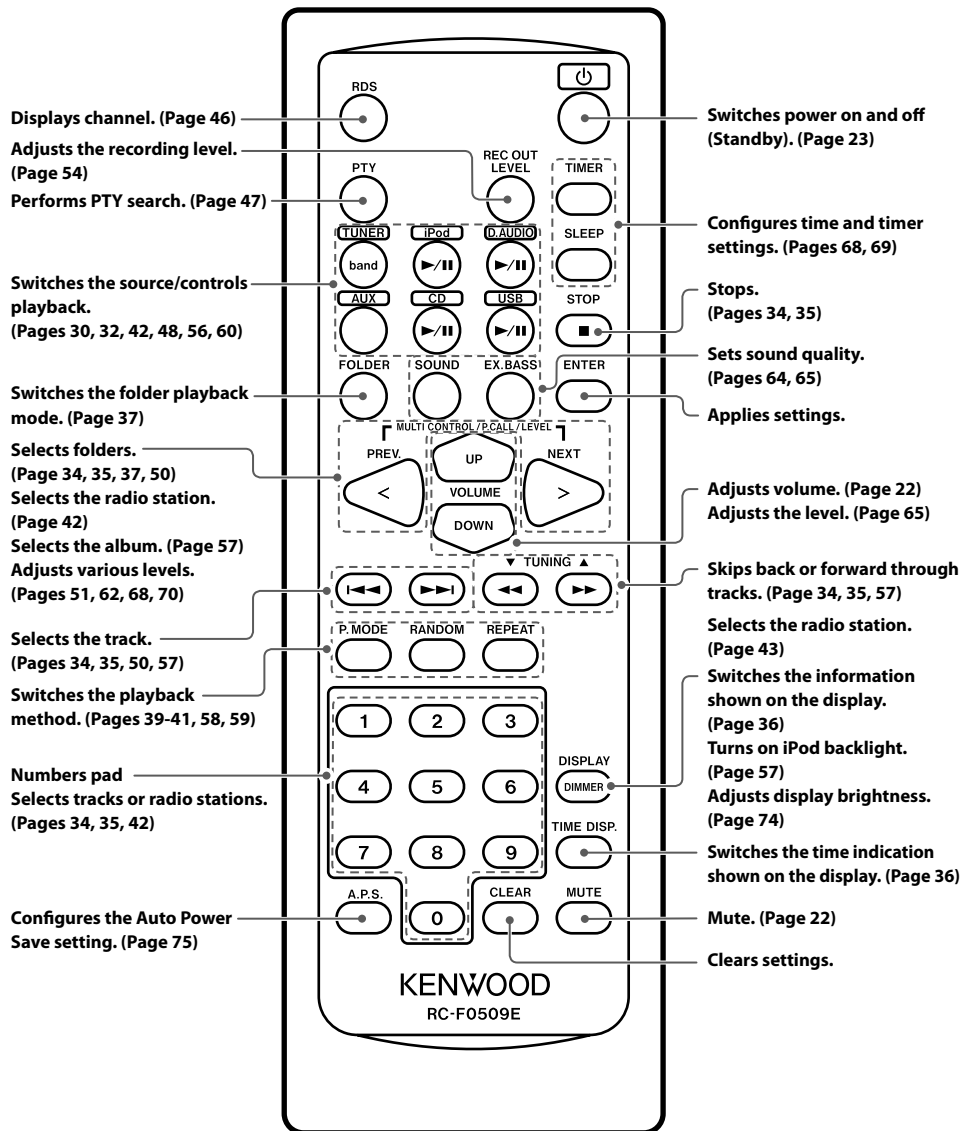 Displays channel. (Page 46)
Adjusts the recording level.
(Page 54)
Performs PTY search. (Page 47)
Switches the source/controls
playback.
(Pages 30, 32, 42, 48, 56, 60)
Switches the folder playback
mode. (Page 37)
Selects folders.
(Page 34, 35, 37, 50)
Selects the radio station.
(Page 42)
Selects the album. (Page 57)
Adjusts various levels.
(Pages 51, 62, 68, 70)
Selects the track.
(Pages 34, 35, 50, 57)
Switches the playback
method. (Pages 39-41, 58, 59)
Numbers pad
Selects tracks or radio stations.
(Pages 34, 35, 42)
Configures the Auto Power
Save setting. (Page 75)
RDS
PTY
REC OUT
LEVEL
TIMER
SLEEP
TUNER
iPod
D.AUDIO
band
►/II
►/II
AUX
CD
USB
►/II
►/II
STOP
■
FOLDER
SOUND
EX.BASS
ENTER
MULTI CONTROL / P.CALL / LEVEL
PREV.
UP
NEXT
<
VOLUME
>
DOWN
▼ TUNING ▲
I◄◄
►►I
◄◄
►►
P.MODE
RANDOM
REPEAT
1
2
3
4
5
6
7
8
9
0
DISPLAY
DIMMER
TIME DISP.
A.P.S.
CLEAR
MUTE
KENWOOD
RC-F0509E
Switches power on and off
(Standby). (Page 23)
Configures time and timer
settings. (Pages 68, 69)
Stops.
(Pages 34, 35)
Sets sound quality.
(Pages 64, 65)
Applies settings.
Adjusts volume. (Page 22)
Adjusts the level. (Page 65)
Skips back or forward through
tracks. (Page 34, 35, 57)
Selects the radio station.
(Page 43)
Switches the information
shown on the display.
(Page 36)
Turns on iPod backlight.
(Page 57)
Adjusts display brightness.
(Page 74)
Switches the time indication
shown on the display. (Page 36)
Mute. (Page 22)
Clears settings.